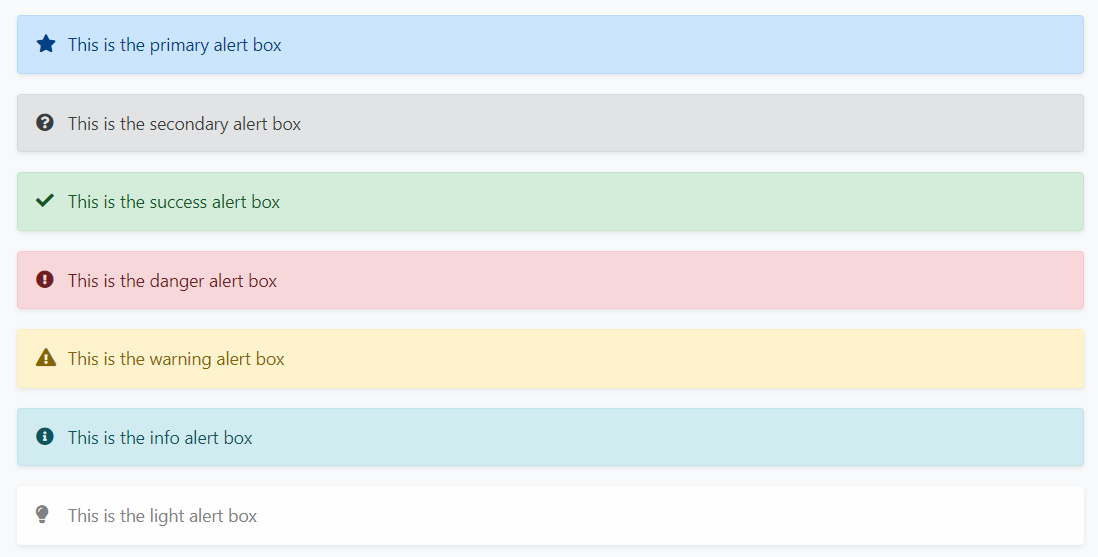 This is the primary alert box
This is the secondary alert box
This is the success alert box
This is the danger alert box
This is the warning alert box
This is the info alert box
This is the light alert box